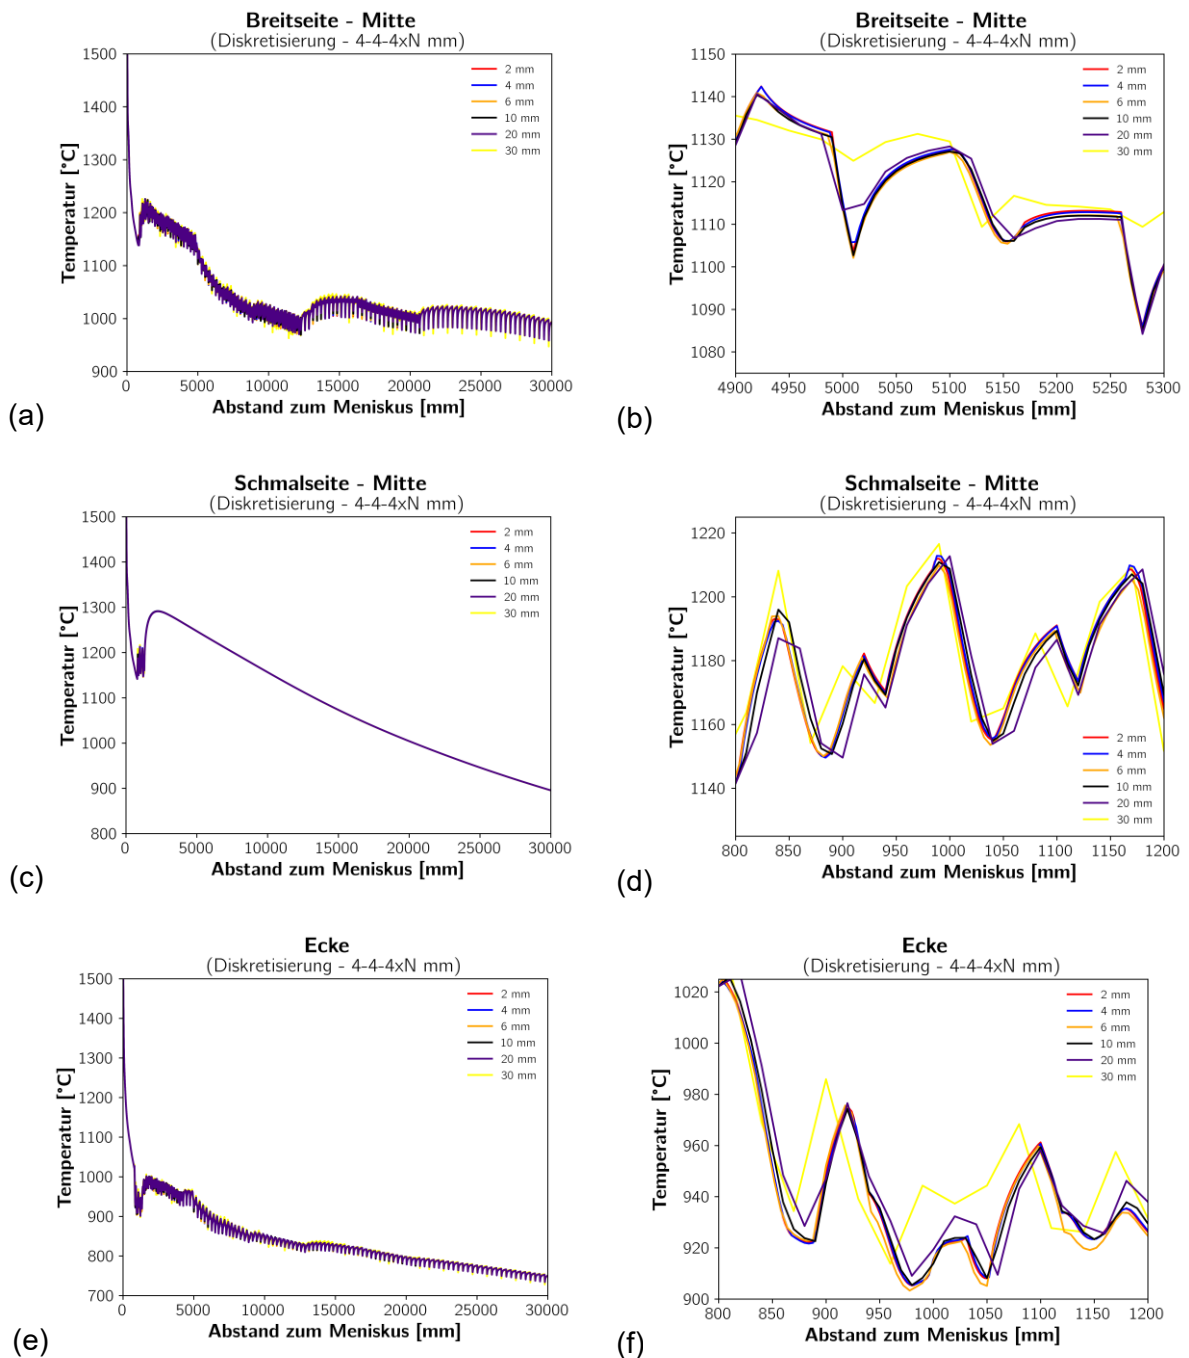 Breitseite - Mitte
(Diskretisierung - 4-4-4xN mm)
1500
1400
1300
1200
1100
1000
900
Temperatur [°C]
2 mm
4 mm
6 mm
10 mm
20 mm
30 mm
0 5000 10000 15000 20000 25000 30000
Abstand zum Meniskus [mm]
(a)
Breitseite - Mitte
(Diskretisierung - 4-4-4xN mm)
1150
1140
1130
1120
1110
1100
1090
1080
Temperatur [°C]
2 mm
4 mm
6 mm
10 mm
20 mm
30 mm
4900 4950 5000 5050 5100 5150 5200 5250 5300
Abstand zum Meniskus [mm]
(b)
Schmalseite - Mitte
(Diskretisierung - 4-4-4xN mm)
1500
1400
1300
1200
1100
1000
900
800
Temperatur [°C]
2 mm
4 mm
6 mm
10 mm
20 mm
30 mm
0 5000 10000 15000 20000 25000 30000
Abstand zum Meniskus [mm]
(c)
Schmalseite - Mitte
(Diskretisierung - 4-4-4xN mm)
1220
1200
1180
1160
1140
Temperatur [°C]
2 mm
4 mm
6 mm
10 mm
20 mm
30 mm
800 850 900 950 1000 1050 1100 1150 1200
Abstand zum Meniskus [mm]
(d)
Ecke
(Diskretisierung - 4-4-4xN mm)
1500
1400
1300
1200
1100
1000
900
800
700
Temperatur [°C]
2 mm
4 mm
6 mm
10 mm
20 mm
30 mm
0 5000 10000 15000 20000 25000 30000
Abstand zum Meniskus [mm]
(e)
Ecke
(Diskretisierung - 4-4-4xN mm)
1020
1000
980
960
940
920
900
Temperatur [°C]
2 mm
4 mm
6 mm
10 mm
20 mm
30 mm
800 850 900 950 1000 1050 1100 1150 1200
Abstand zum Meniskus [mm]
(f)